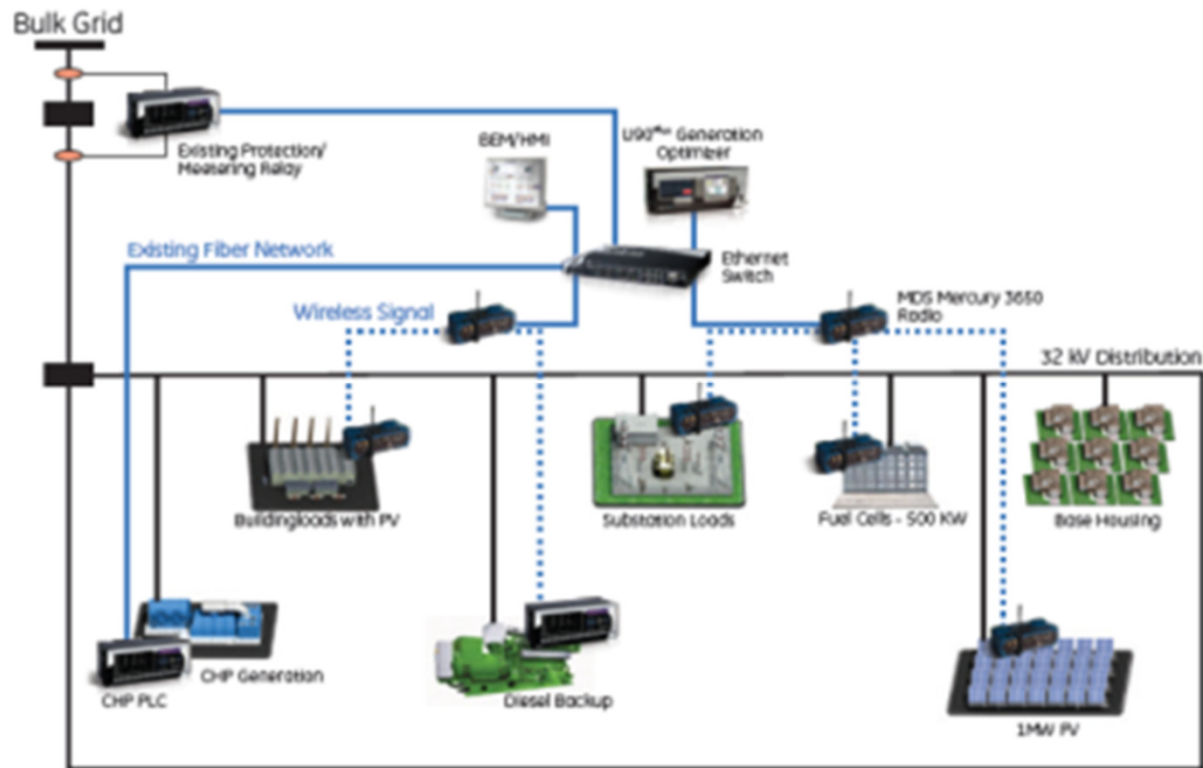 Bulk Grid
Existing Protection/
Meetering Relay
BEM/HMI
U90Plus Generation
Optimizer
Existing Fiber Network
Ethernet
Switch
Wireless Signal
MDS Mercury 3650
Radio
32 kV Distribution
Buildingloads with PV
Substation Loads
Fuel Cells - 500 KW
Base Housing
CHP Generation
CHP PLC
Diesel Backup
1MW PV